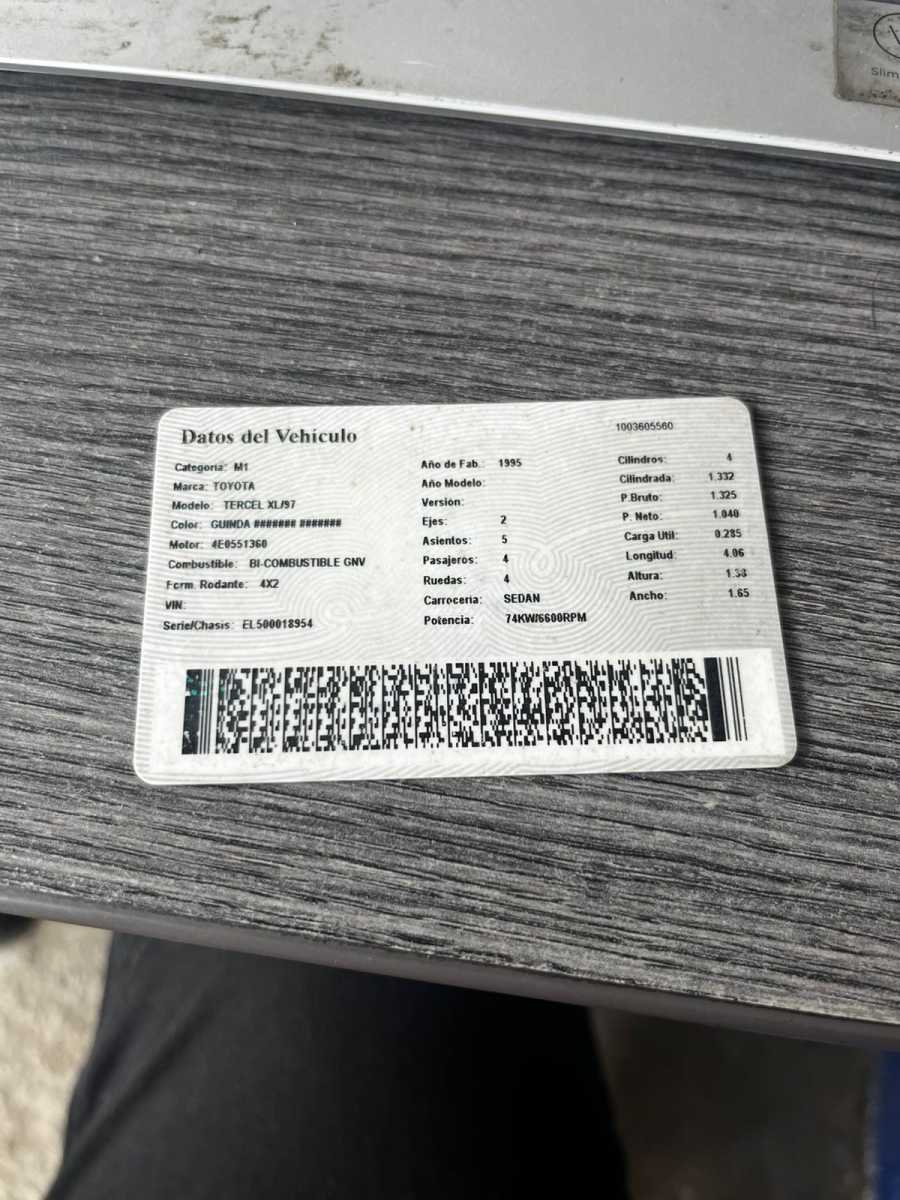 Slim
Datos del Vehículo
1003605560
Categoría: M1
Marca: TOYOTA
Modelo: TERCEL XL/97
Color: GUINDA ####### #######
Motor: 4E0551360
Combustible: BI-COMBUSTIBLE GNV
Form. Rodante: 4X2
VIN:
Serie/Chasis: EL500018954
Año de Fab.: 1995
Año Modelo:
Versión:
Ejes: 2
Asientos: 5
Pasajeros: 4
Ruedas: 4
Carrocería: SEDAN
Potencia: 74KW/6600RPM
Cilindros: 4
Cilindrada: 1.332
P.Bruto: 1.325
P. Neto: 1.040
Carga Util: 0.285
Longitud: 4.06
Altura: 1.38
Ancho: 1.65